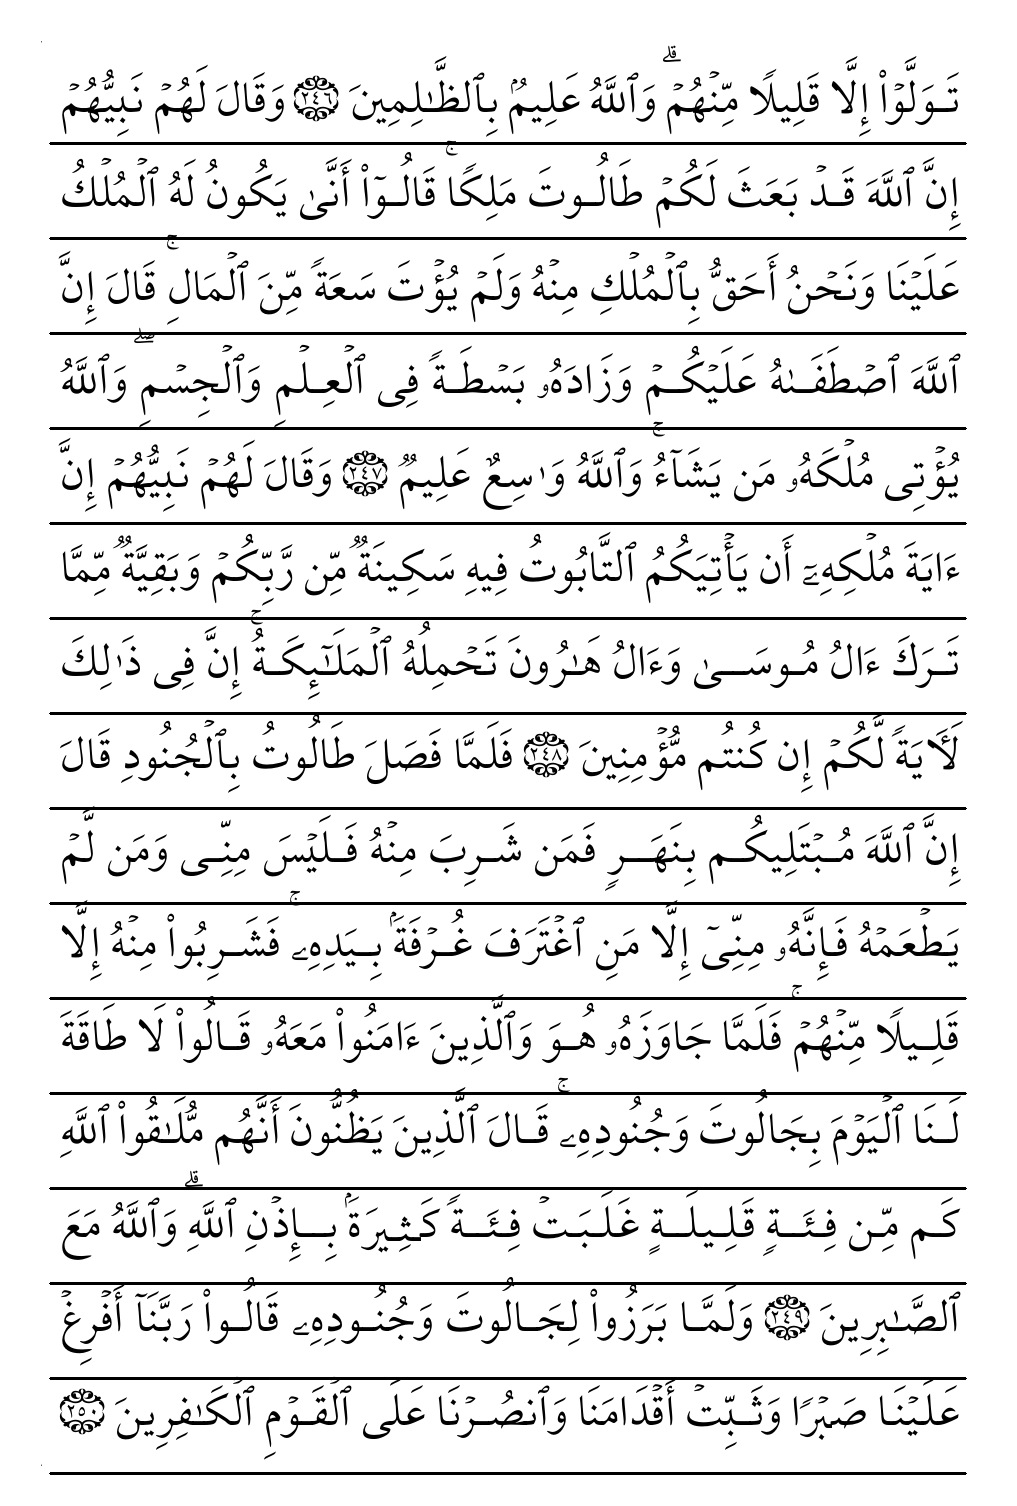 تَوَلَّوۡاْ إِلَّا قَلِيلًا مِّنۡهُمۡۗ وَٱللَّهُ عَلِيمُۢ بِٱلظَّـٰلِمِينَ ٢٤٦ وَقَالَ لَهُمۡ نَبِيُّهُمۡ
إِنَّ ٱللَّهَ قَدۡ بَعَثَ لَكُمۡ طَالُوتَ مَلِكًاۚ قَالُوٓاْ أَنَّىٰ يَكُونُ لَهُ ٱلۡمُلۡكُ
عَلَيۡنَا وَنَحۡنُ أَحَقُّ بِٱلۡمُلۡكِ مِنۡهُ وَلَمۡ يُؤۡتَ سَعَةً مِّنَ ٱلۡمَالِۚ قَالَ إِنَّ
ٱللَّهَ ٱصۡطَفَىٰهُ عَلَيۡكُمۡ وَزَادَهُۥ بَسۡطَةً فِى ٱلۡعِلۡمِ وَٱلۡجِسۡمِۖ وَٱللَّهُ
يُؤۡتِى مُلۡكَهُۥ مَن يَشَآءُۚ وَٱللَّهُ وَٰسِعٌ عَلِيمٌ ٢٤٧ وَقَالَ لَهُمۡ نَبِيُّهُمۡ إِنَّ
ءَايَةَ مُلۡكِهِۦٓ أَن يَأۡتِيَكُمُ ٱلتَّابُوتُ فِيهِ سَكِينَةٌ مِّن رَّبِّكُمۡ وَبَقِيَّةٌ مِّمَّا
تَرَكَ ءَالُ مُوسَىٰ وَءَالُ هَـٰرُونَ تَحۡمِلُهُ ٱلۡمَلَـٰٓئِكَةُۚ إِنَّ فِى ذَٰلِكَ
لَـَٔايَةً لَّكُمۡ إِن كُنتُم مُّؤۡمِنِينَ ٢٤٨ فَلَمَّا فَصَلَ طَالُوتُ بِٱلۡجُنُودِ قَالَ
إِنَّ ٱللَّهَ مُبۡتَلِيكُم بِنَهَرٍ فَمَن شَرِبَ مِنۡهُ فَلَيۡسَ مِنِّى وَمَن لَّمۡ
يَطۡعَمۡهُ فَإِنَّهُۥ مِنِّىٓ إِلَّا مَنِ ٱغۡتَرَفَ غُرۡفَةَۢ بِيَدِهِۦۚ فَشَرِبُواْ مِنۡهُ إِلَّا
قَلِيلًا مِّنۡهُمۡۚ فَلَمَّا جَاوَزَهُۥ هُوَ وَٱلَّذِينَ ءَامَنُواْ مَعَهُۥ قَالُواْ لَا طَاقَةَ
لَنَا ٱلۡيَوۡمَ بِجَالُوتَ وَجُنُودِهِۦۚ قَالَ ٱلَّذِينَ يَظُنُّونَ أَنَّهُم مُّلَـٰقُواْ ٱللَّهِ
كَم مِّن فِئَةٍ قَلِيلَةٍ غَلَبَتۡ فِئَةً كَثِيرَةَۢ بِإِذۡنِ ٱللَّهِۗ وَٱللَّهُ مَعَ
ٱلصَّـٰبِرِينَ ٢٤٩ وَلَمَّا بَرَزُواْ لِجَالُوتَ وَجُنُودِهِۦ قَالُواْ رَبَّنَآ أَفۡرِغۡ
عَلَيۡنَا صَبۡرًا وَثَبِّتۡ أَقۡدَامَنَا وَٱنصُرۡنَا عَلَى ٱلۡقَوۡمِ ٱلۡكَـٰفِرِينَ ٢٥٠